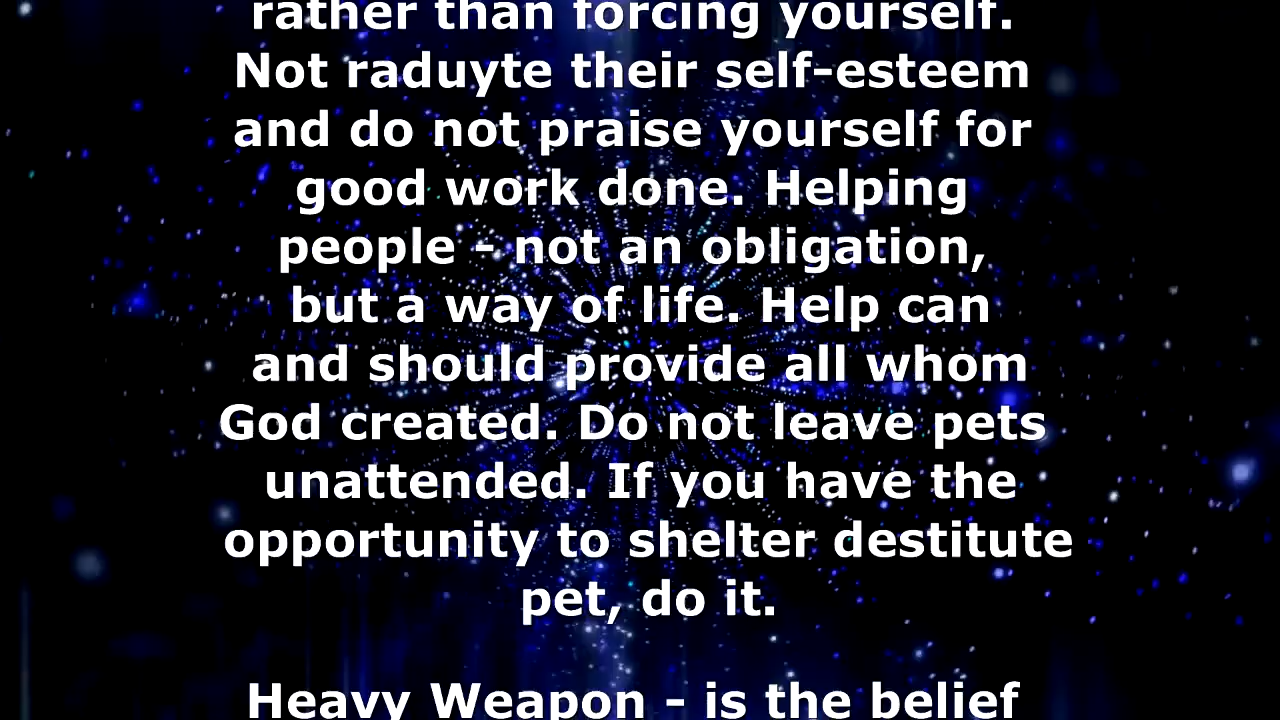 rather than forcing yourself.
Not raduyte their self-esteem
and do not praise yourself for
good work done. Helping
people - not an obligation,
but a way of life. Help can
and should provide all whom
God created. Do not leave pets
unattended. If you have the
opportunity to shelter destitute
pet, do it.
Heavy Weapon - is the belief